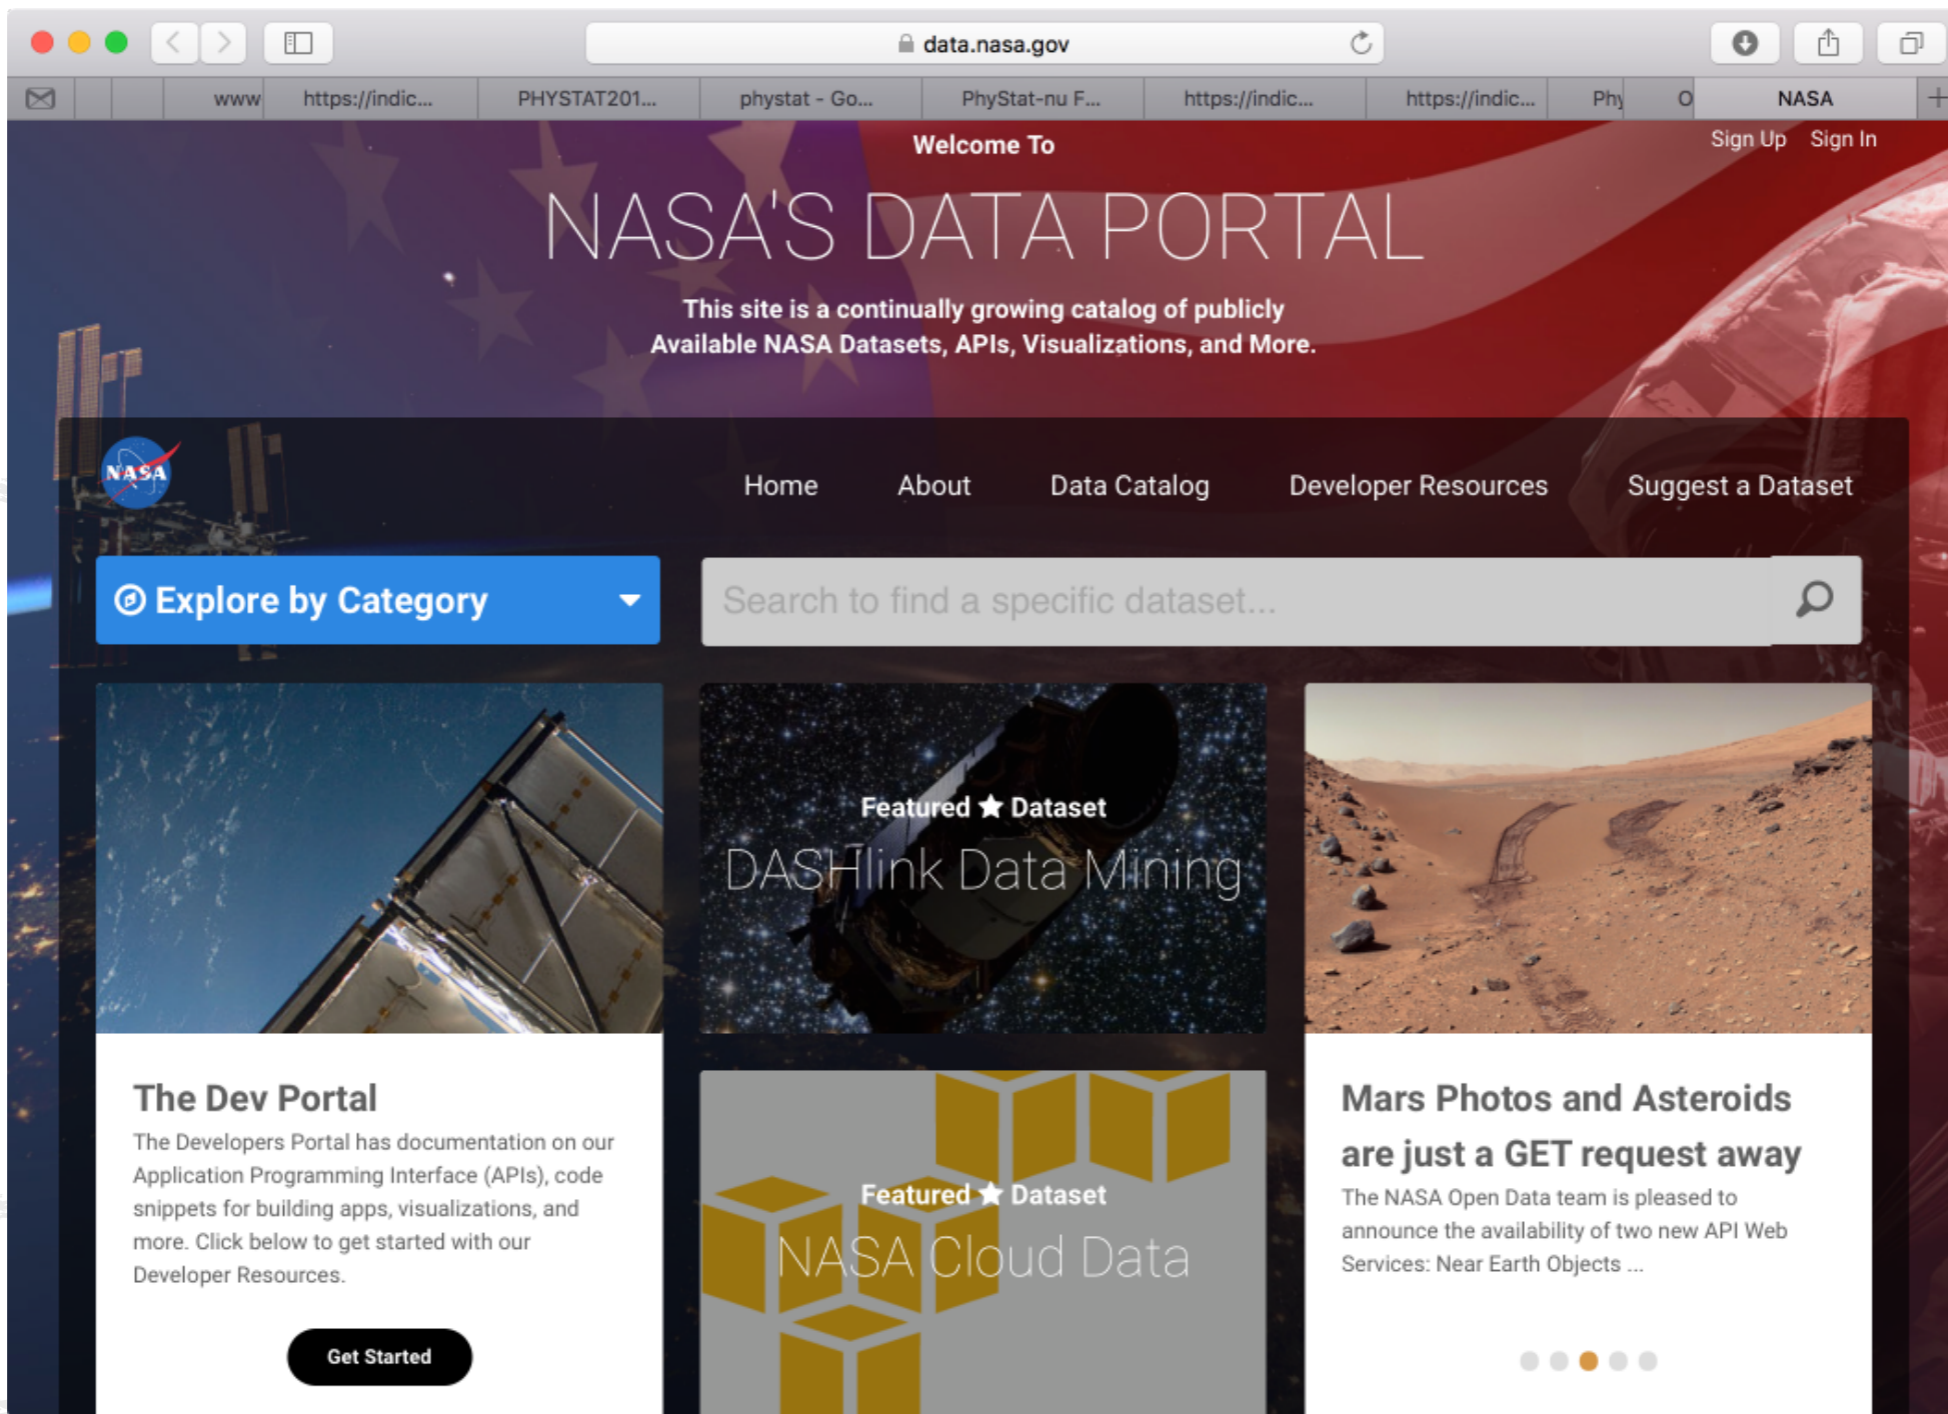 data.nasa.gov
www
https://indic...
PHYSTAT201...
phystat - Go...
PhyStat-nu F...
https://indic...
https://indic...
Phy
O
NASA
Welcome To
Sign Up Sign In
NASA'S DATA PORTAL
This site is a continually growing catalog of publicly
Available NASA Datasets, APIs, Visualizations, and More.
NASA
Home About Data Catalog Developer Resources Suggest a Dataset
Explore by Category
Search to find a specific dataset...
The Dev Portal
The Developers Portal has documentation on our
Application Programming Interface (APIs), code
snippets for building apps, visualizations, and
more. Click below to get started with our
Developer Resources.
Get Started
Featured ★ Dataset
DASHlink Data Mining
Featured ★ Dataset
NASA Cloud Data
Mars Photos and Asteroids
are just a GET request away
The NASA Open Data team is pleased to
announce the availability of two new API Web
Services: Near Earth Objects ...